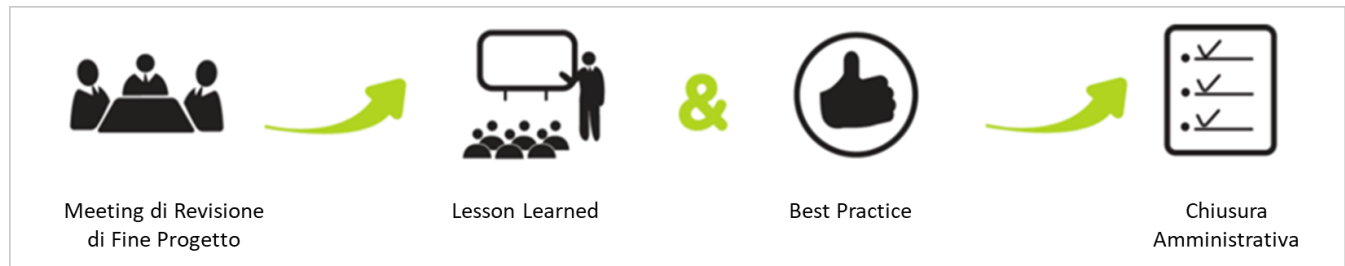 &
Meeting di Revisione
di Fine Progetto
Lesson Learned
Best Practice
Chiusura
Amministrativa